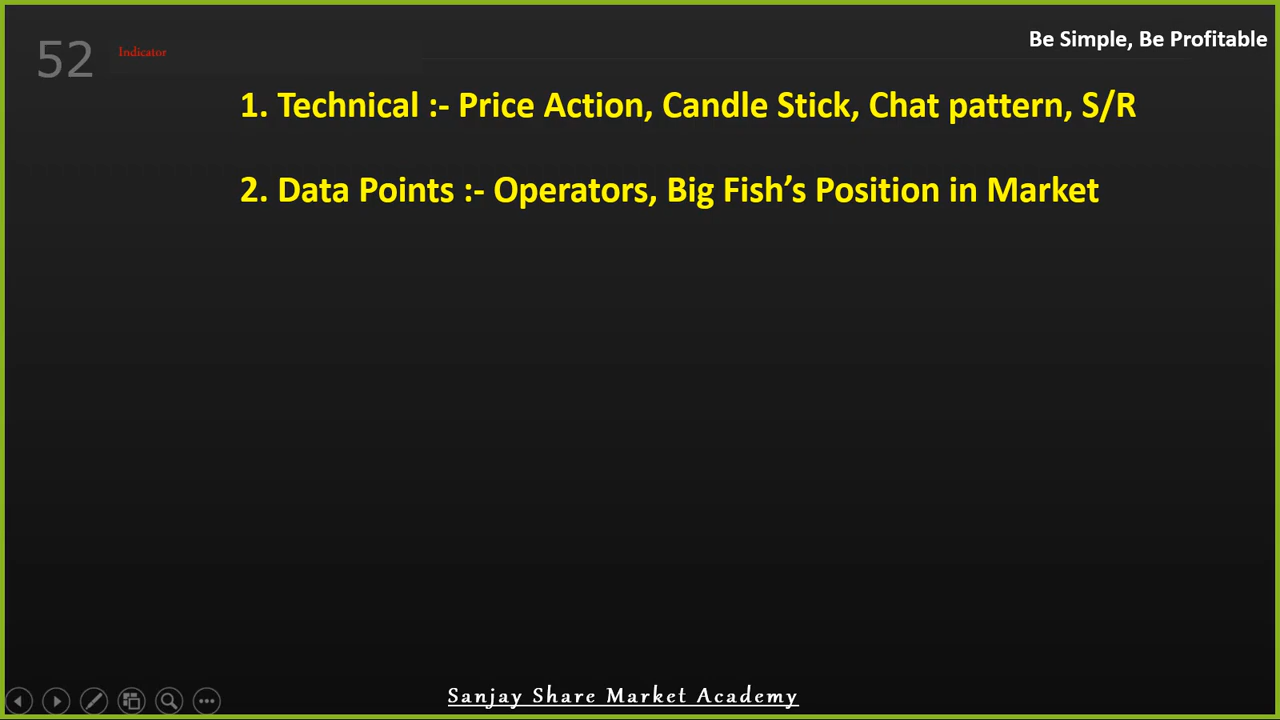 52
Indicator
Be Simple, Be Profitable
1. Technical :- Price Action, Candle Stick, Chat pattern, S/R
2. Data Points :- Operators, Big Fish’s Position in Market
Sanjay Share Market Academy